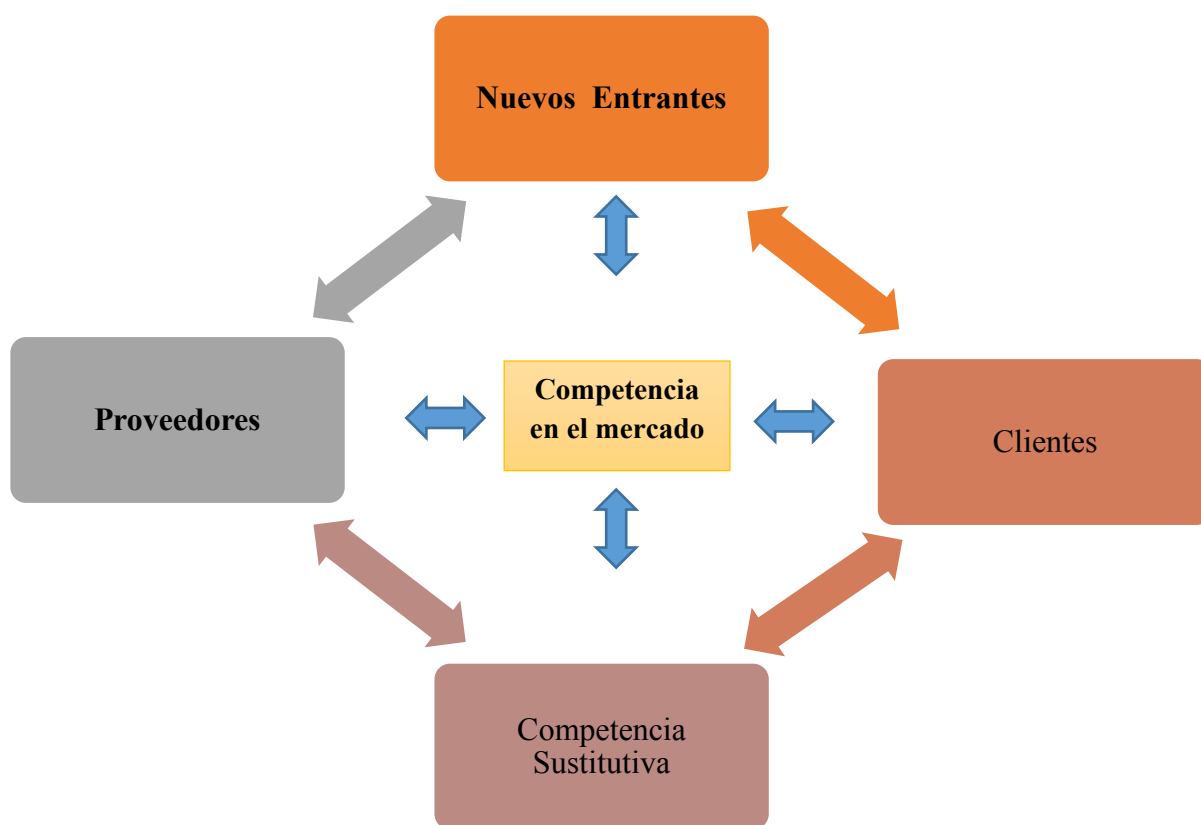 Nuevos Entrantes
Proveedores
Competencia
en el mercado
Clientes
Competencia
Sustitutiva